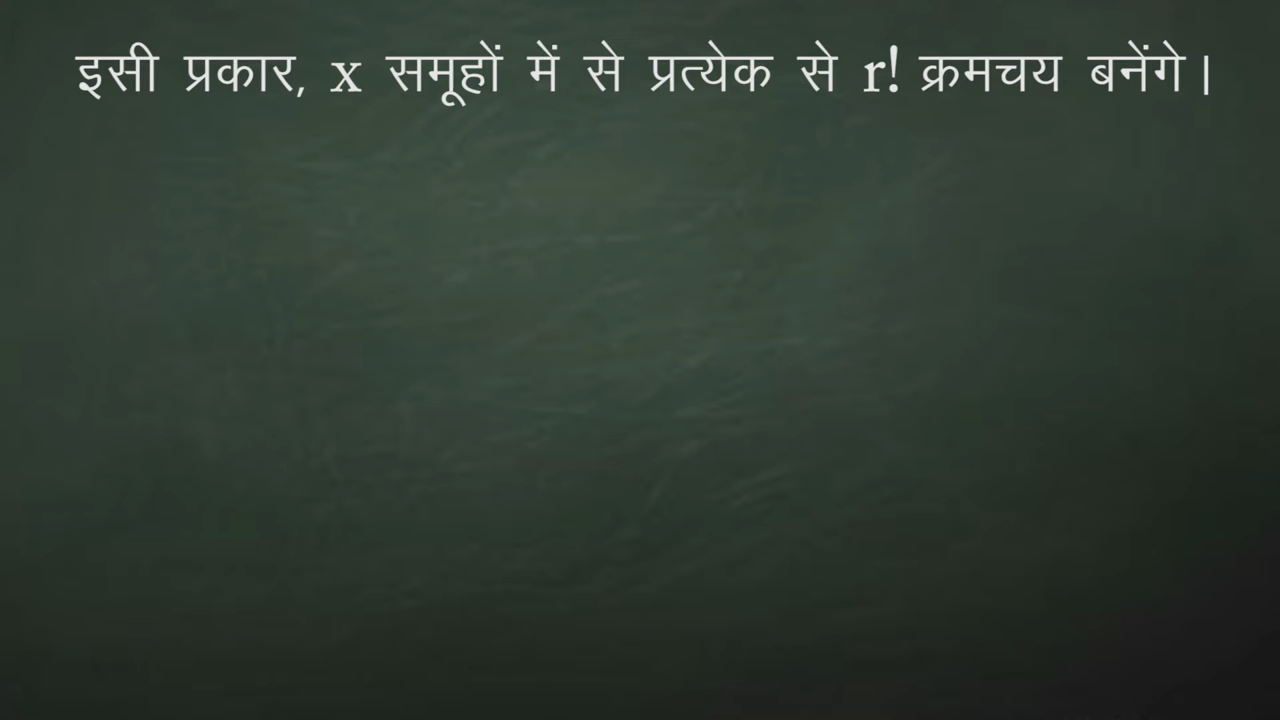 इसी प्रकार, x समूहों में से प्रत्येक से r! क्रमचय बनेंगे।